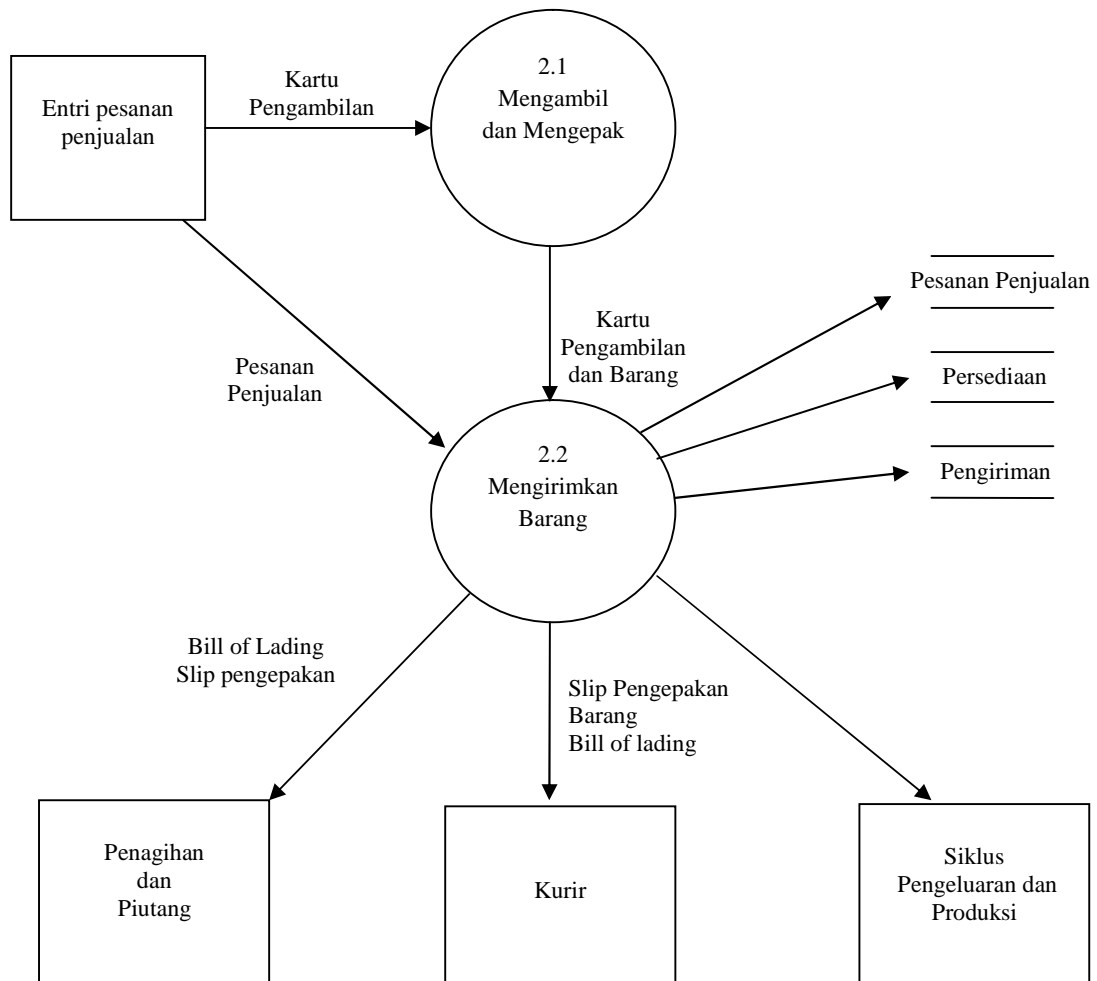 Entri pesanan
penjualan
Kartu
Pengambilan
2.1
Mengambil
dan Mengepak
Pesanan
Penjualan
Kartu
Pengambilan
dan Barang
Pesanan Penjualan
Persediaan
Pengiriman
2.2
Mengirimkan
Barang
Bill of Lading
Slip pengepakan
Slip Pengepakan
Barang
Bill of lading
Penagihan
dan
Piutang
Kurir
Siklus
Pengeluaran dan
Produksi